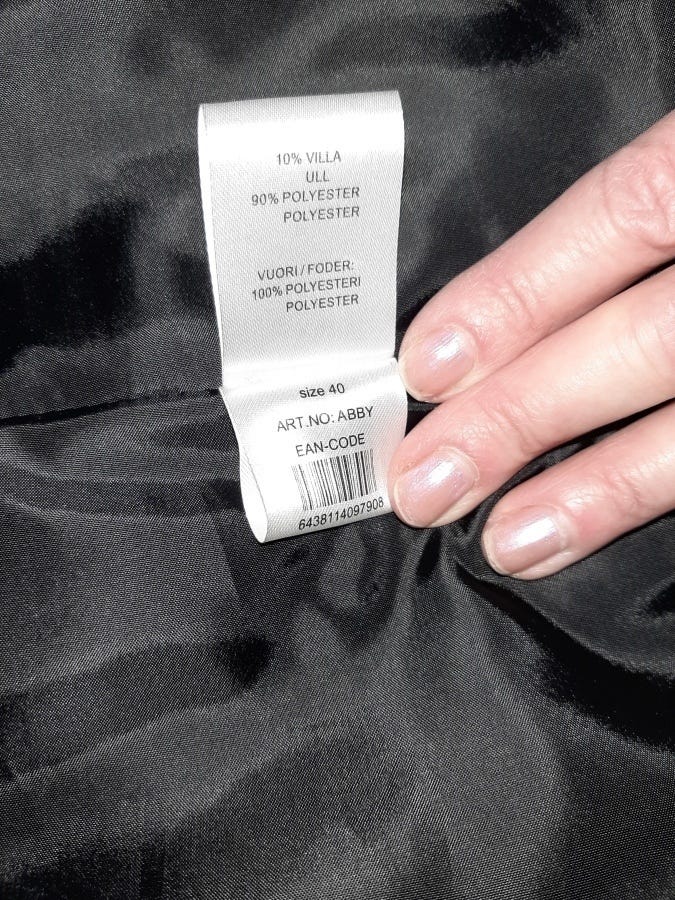 10% VILLA
ULL
90% POLYESTER
POLYESTER
VUORI / FODER:
100% POLYESTERI
POLYESTER
size 40
ART.NO: ABBY
EAN-CODE
6438114097908